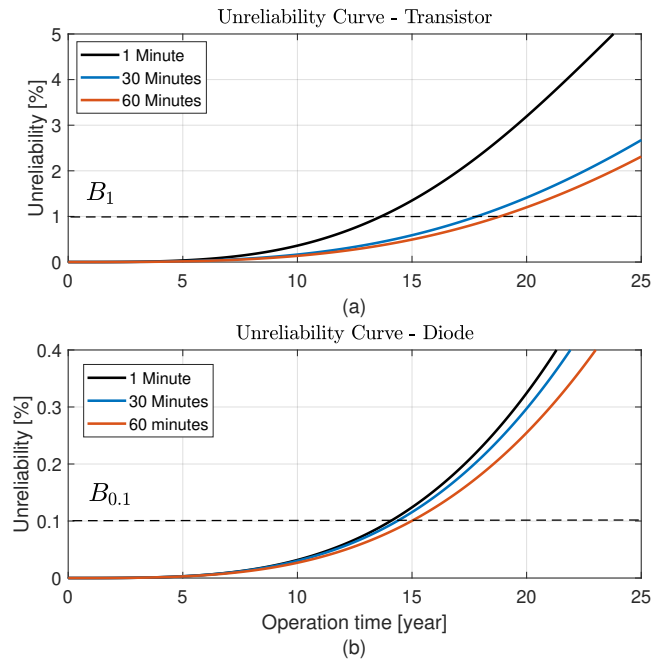 Unreliability Curve - Transistor
5
4
3
2
1
0
Unreliability [%]
1 Minute
30 Minutes
60 Minutes
B1
0 5 10 15 20 25
(a)
Unreliability Curve - Diode
0.4
0.3
0.2
0.1
0
Unreliability [%]
1 Minute
30 Minutes
60 minutes
B0.1
0 5 10 15 20 25
Operation time [year]
(b)